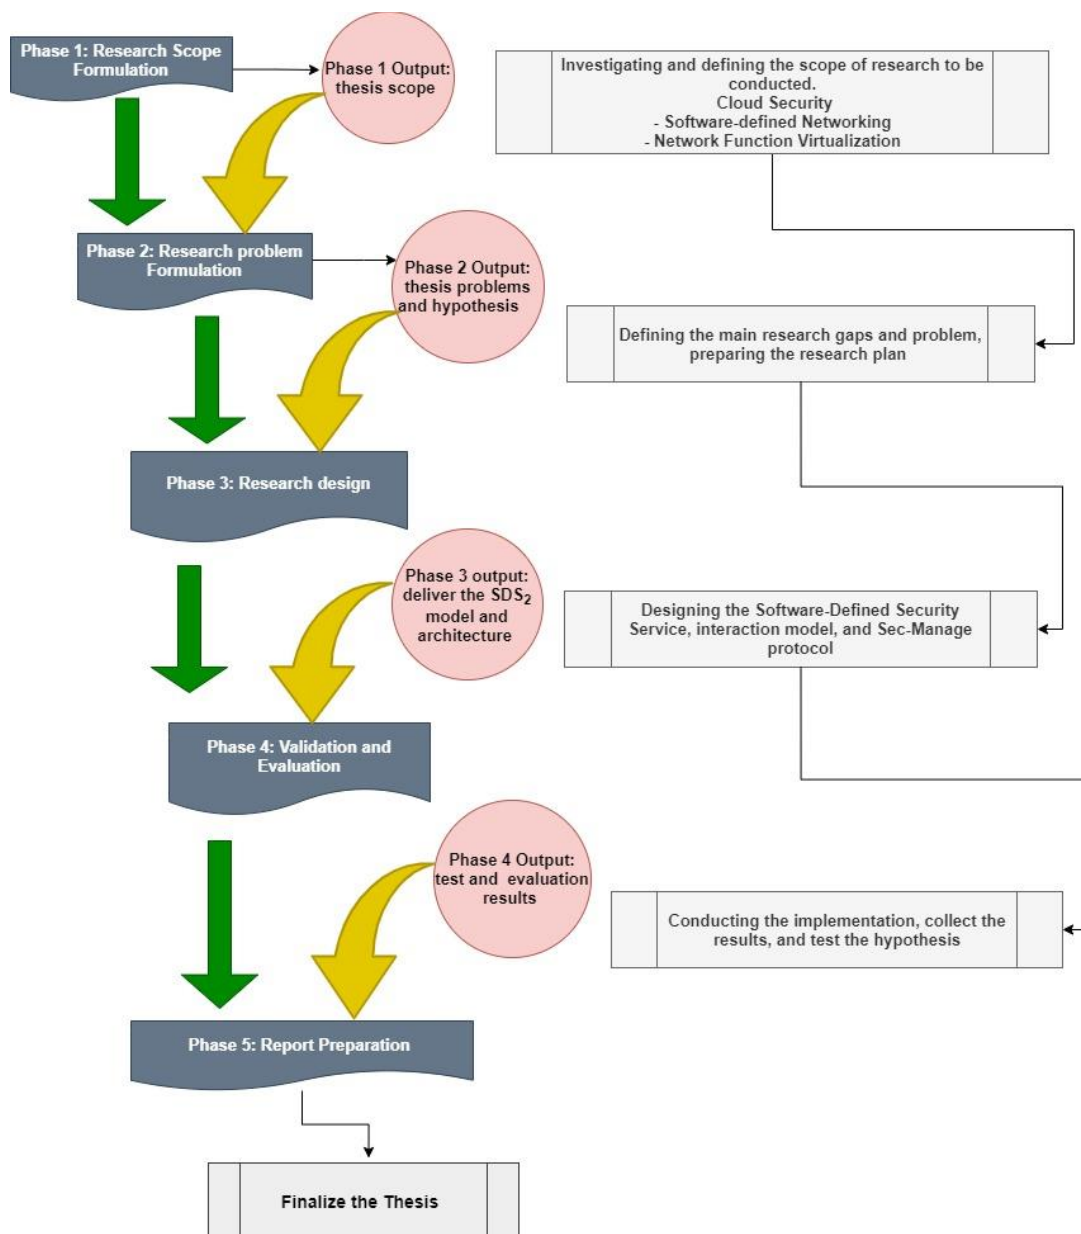 Phase 1: Research Scope
Formulation
Phase 1 Output:
thesis scope
Investigating and defining the scope of research to be
conducted.
Cloud Security
- Software-defined Networking
- Network Function Virtualization
Phase 2: Research problem
Formulation
Phase 2 Output:
thesis problems
and hypothesis
Defining the main research gaps and problem,
preparing the research plan
Phase 3: Research design
Phase 3 output:
deliver the SDS₂
model and
architecture
Designing the Software-Defined Security
Service, interaction model, and Sec-Manage
protocol
Phase 4: Validation and
Evaluation
Phase 4 Output:
test and evaluation
results
Conducting the implementation, collect the
results, and test the hypothesis
Phase 5: Report Preparation
Finalize the Thesis